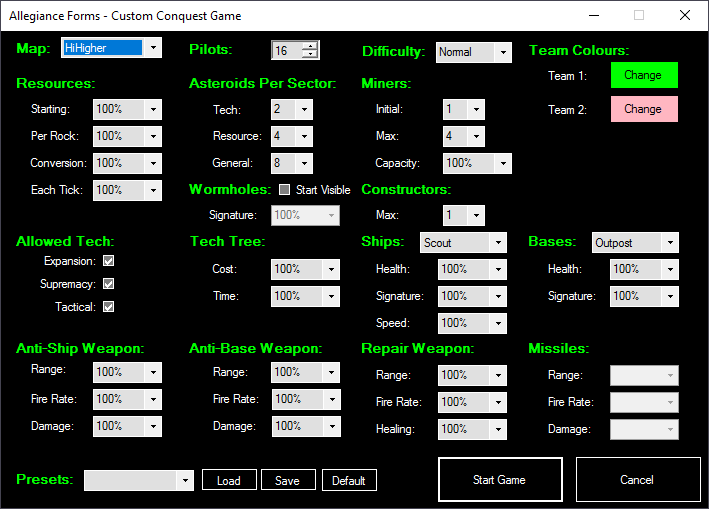 Allegiance Forms - Custom Conquest Game
Map: HiHigher Pilots: 16 Difficulty: Normal Team Colours:
Team 1: Change
Resources: Asteroids Per Sector: Miners:
Starting: 100% Tech: 2 Initial: 1 Team 2: Change
Per Rock: 100% Resource: 4 Max: 4
Conversion: 100% General: 8 Capacity: 100%
Each Tick: 100% Wormholes: Start Visible Constructors:
Signature: 100% Max: 1
Allowed Tech: Tech Tree: Ships: Scout Bases: Outpost
Expansion: Cost: 100% Health: 100% Health: 100%
Supremacy: Time: 100% Signature: 100% Signature: 100%
Tactical: Speed: 100%
Anti-Ship Weapon: Anti-Base Weapon: Repair Weapon: Missiles:
Range: 100% Range: 100% Range: 100% Range:
Fire Rate: 100% Fire Rate: 100% Fire Rate: 100% Fire Rate:
Damage: 100% Damage: 100% Healing: 100% Damage:
Presets: Load Save Default Start Game Cancel